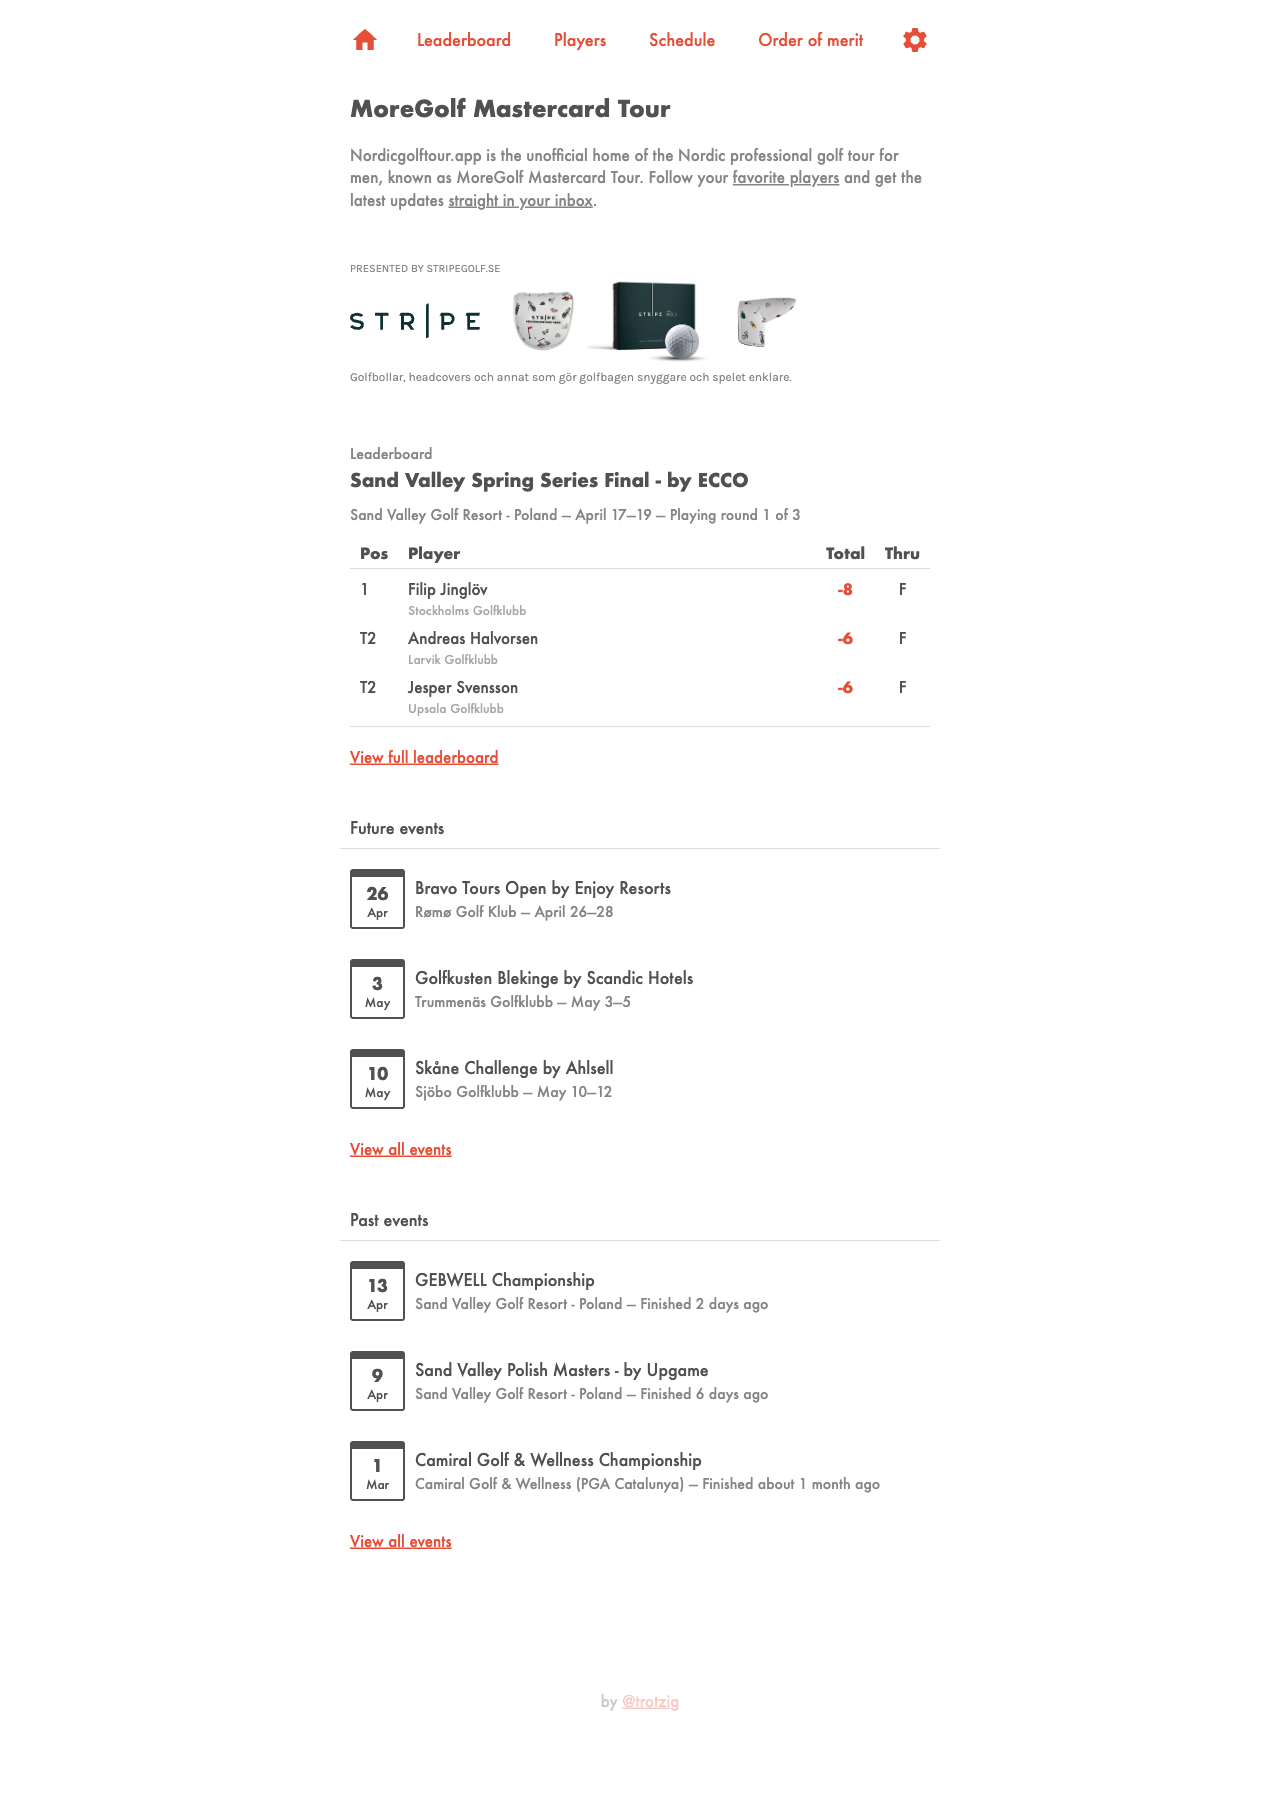 Leaderboard Players Schedule Order of merit
MoreGolf Mastercard Tour
Nordicgolftour.app is the unofficial home of the Nordic professional golf tour for
men, known as MoreGolf Mastercard Tour. Follow your favorite players and get the
latest updates straight in your inbox.
PRESENTED BY STRIPEGOLF.SE
STR|PE
Golfbollar, headcovers och annat som gör golfbagen snyggare och spelet enklare.
Leaderboard
Sand Valley Spring Series Final - by ECCO
Sand Valley Golf Resort - Poland — April 17—19 — Playing round 1 of 3
Pos Player Total Thru
1 Filip Jinglöv -8 F
Stockholms Golfklubb
T2 Andreas Halvorsen -6 F
Larvik Golfklubb
T2 Jesper Svensson -6 F
Upsala Golfklubb
View full leaderboard
Future events
26 Bravo Tours Open by Enjoy Resorts
Apr Rømø Golf Klub — April 26—28
3 Golfkusten Blekinge by Scandic Hotels
May Trummenäs Golfklubb — May 3—5
10 Skåne Challenge by Ahlsell
May Sjöbo Golfklubb — May 10—12
View all events
Past events
13 GEBWELL Championship
Apr Sand Valley Golf Resort - Poland — Finished 2 days ago
9 Sand Valley Polish Masters - by Upgame
Apr Sand Valley Golf Resort - Poland — Finished 6 days ago
1 Camiral Golf & Wellness Championship
Mar Camiral Golf & Wellness (PGA Catalunya) — Finished about 1 month ago
View all events
by @trotzig